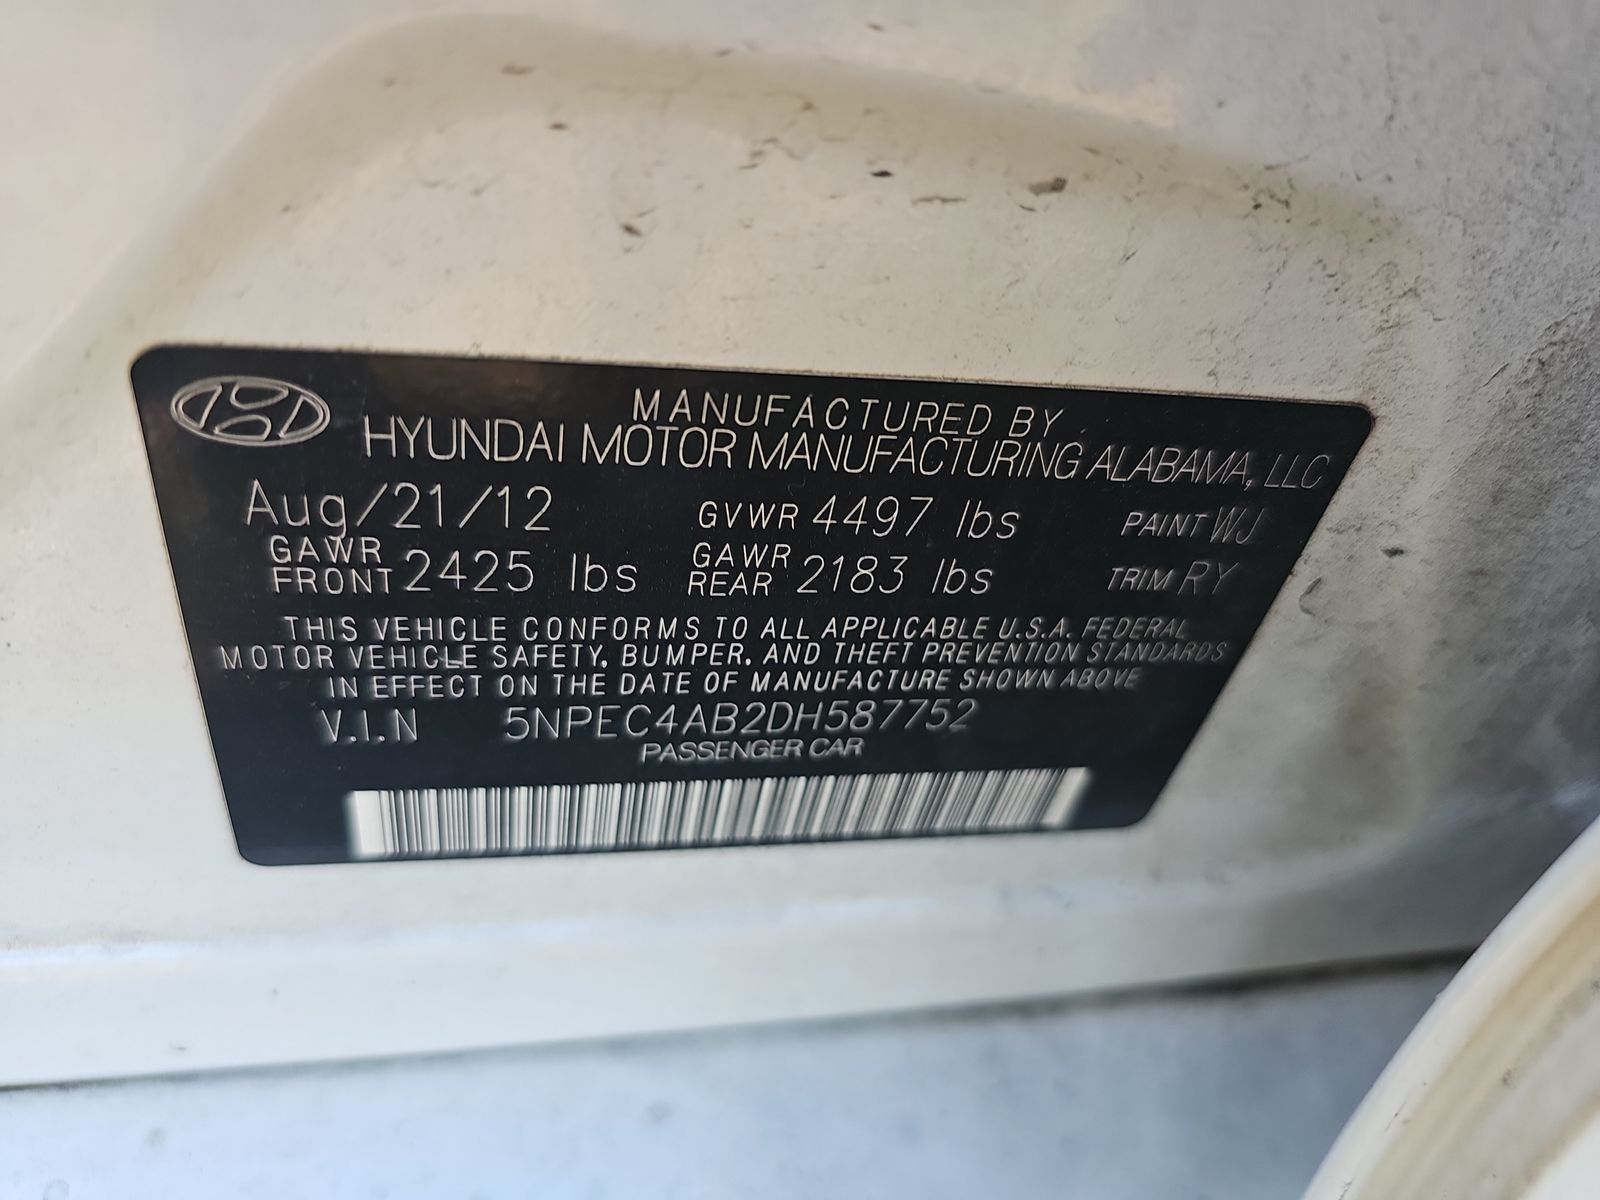 MANUFACTURED BY
HYUNDAI MOTOR MANUFACTURING ALABAMA, LLC
Aug/21/12 GVWR 4497 lbs PAINT WJ
GAWR FRONT 2425 lbs GAWR REAR 2183 lbs TRIM RY
THIS VEHICLE CONFORMS TO ALL APPLICABLE U.S.A. FEDERAL
MOTOR VEHICLE SAFETY, BUMPER, AND THEFT PREVENTION STANDARDS
IN EFFECT ON THE DATE OF MANUFACTURE SHOWN ABOVE
V.I.N 5NPEC4AB2DH587752
PASSENGER CAR